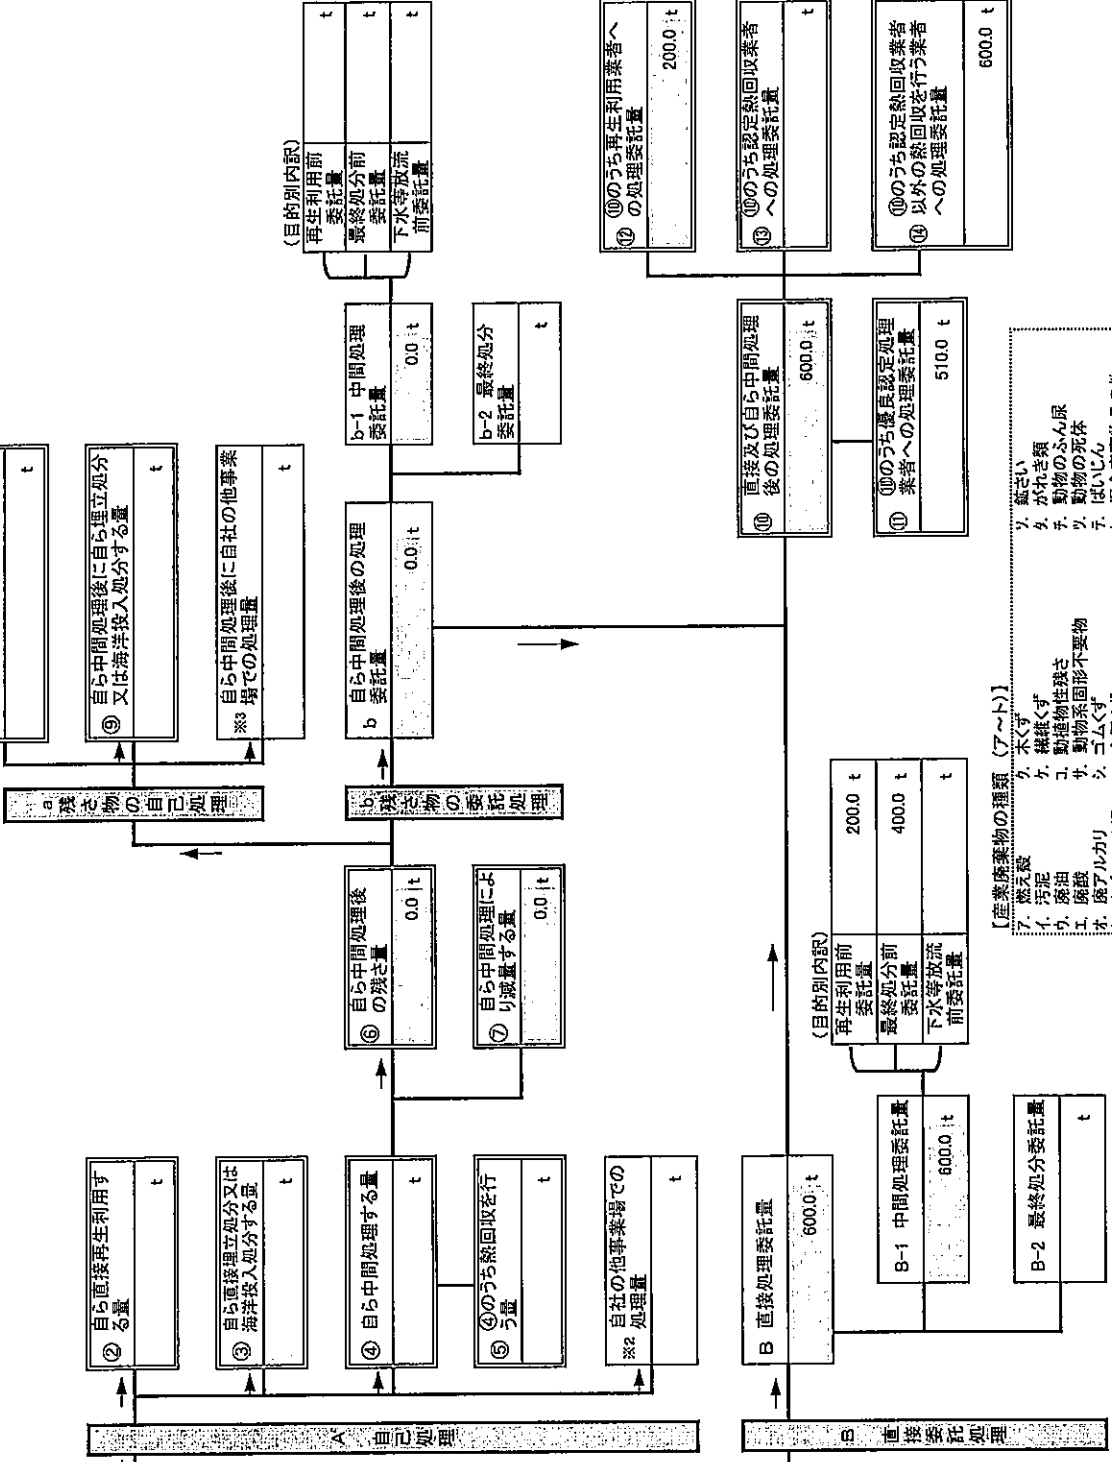 A 自己処理
② 自ら直接再生利用す
る量
t
③ 自ら直接埋立処分又は
海洋投入処分する量
t
④ 自ら中間処理する量
t
⑤ ④のうち熱回収を行
う量
t
※2 自社の他事業場での
処理量
t
⑥ 自ら中間処理後
の残さ量
0.0 t
⑦ 自ら中間処理によ
り減量する量
0.0 t
a 残さ物の自己処理
t
⑨ 自ら中間処理後に自ら埋立処分
又は海洋投入処分する量
t
※3 自ら中間処理後に自社の他事業
場での処理量
t
b 残さ物の委託処理
b 自ら中間処理後の処理
委託量
0.0 t
b-1 中間処理
委託量
0.0 t
b-2 最終処分
委託量
t
(目的別内訳)
再生利用前
委託量
t
最終処分前
委託量
t
下水等放流
前委託量
t
B 直接委託処理
B 直接処理委託量
600.0 t
B-1 中間処理委託量
600.0 t
B-2 最終処分委託量
t
(目的別内訳)
再生利用前
委託量
200.0 t
最終処分前
委託量
400.0 t
下水等放流
前委託量
t
⑩ 直接及び自ら中間処理
後の処理委託量
600.0 t
⑪ ⑩のうち優良認定処理
業者への処理委託量
510.0 t
⑫ ⑩のうち再生利用業者へ
の処理委託量
200.0 t
⑬ ⑩のうち認定熱回収業者
への処理委託量
t
⑭ ⑩のうち認定熱回収業者
以外の熱回収を行う業者
への処理委託量
600.0 t
【産業廃棄物の種類 (ア～ト)】
ア. 燃え殻
イ. 汚泥
ウ. 廃油
エ. 廃酸
オ. 廃アルカリ
ク. 木くず
ケ. 繊維くず
コ. 動植物性残さ
サ. 動物系固形不要物
シ. ゴムくず
ソ. 鉱さい
タ. がれき類
チ. 動物のふん尿
ツ. 動物の死体
テ. ばいじん